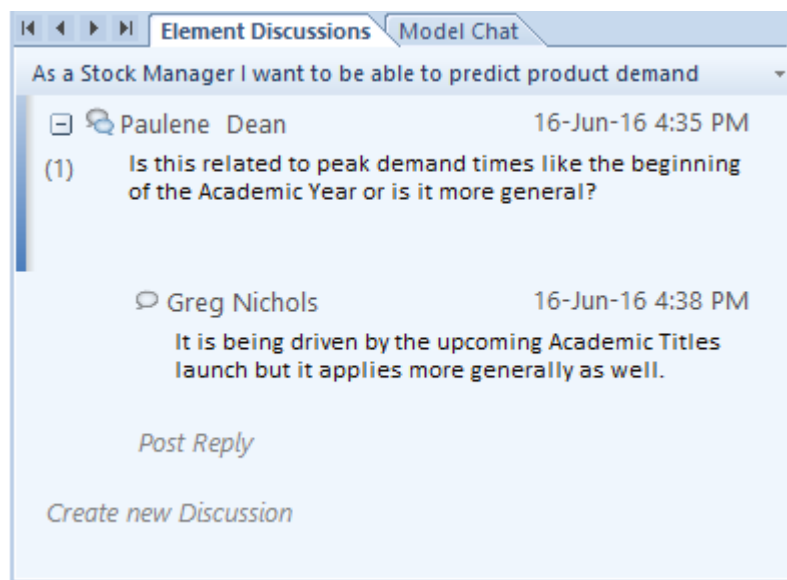 Element Discussions Model Chat
As a Stock Manager I want to be able to predict product demand
Paulene Dean 16-Jun-16 4:35 PM
(1) Is this related to peak demand times like the beginning
of the Academic Year or is it more general?
Greg Nichols 16-Jun-16 4:38 PM
It is being driven by the upcoming Academic Titles
launch but it applies more generally as well.
Post Reply
Create new Discussion